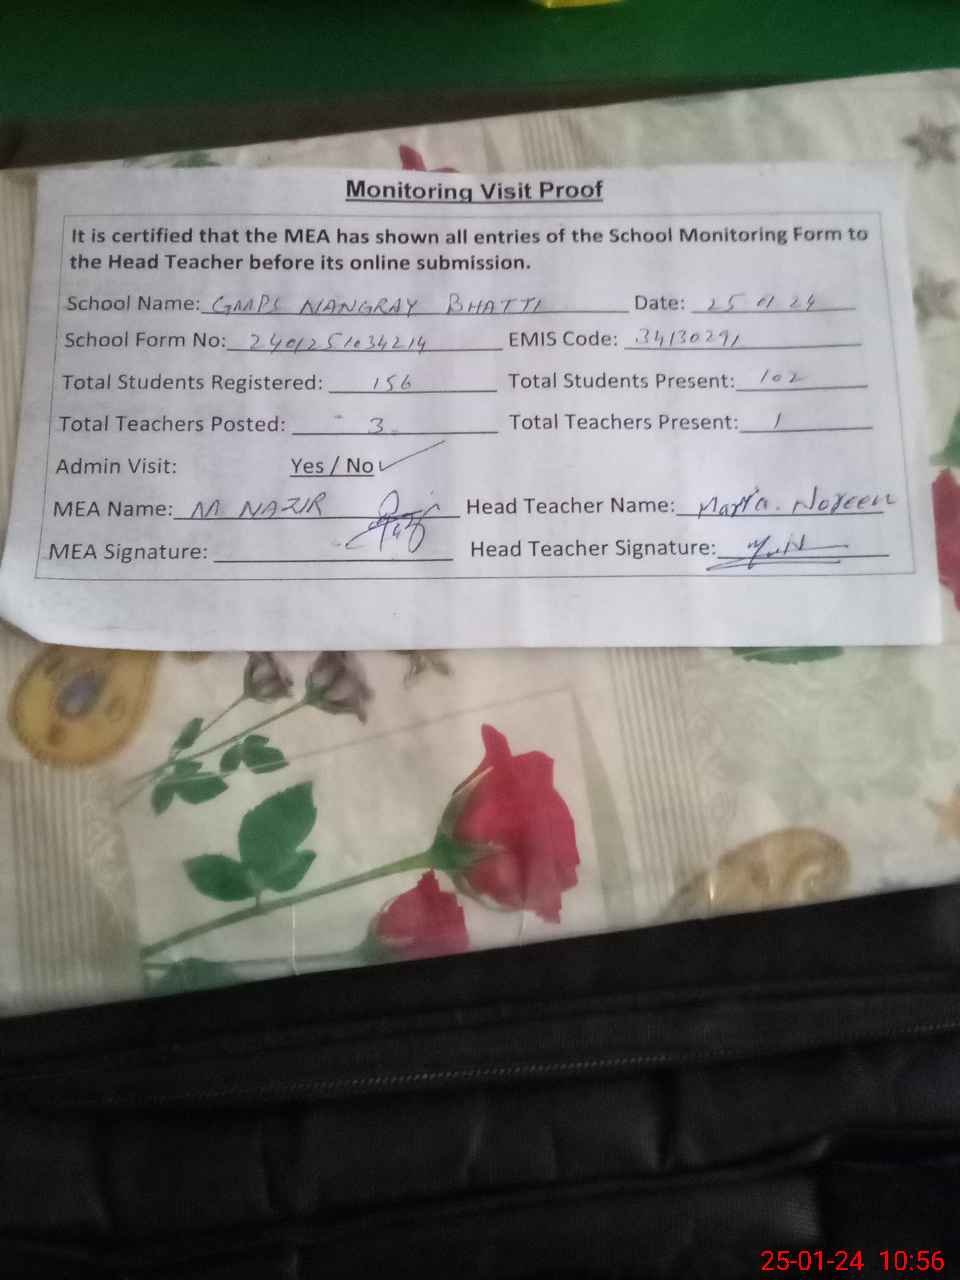 Monitoring Visit Proof
It is certified that the MEA has shown all entries of the School Monitoring Form to
the Head Teacher before its online submission.
School Name: GMPS NANGRAY BHATTI Date: 25 01 24
School Form No: 2401251034214 EMIS Code: 34130291
Total Students Registered: 156 Total Students Present: 102
Total Teachers Posted: 3 Total Teachers Present: 1
Admin Visit: Yes / No ✓
MEA Name: M. NAZIR Head Teacher Name: Maria. Noreen
MEA Signature: Head Teacher Signature:
25-01-24 10:56